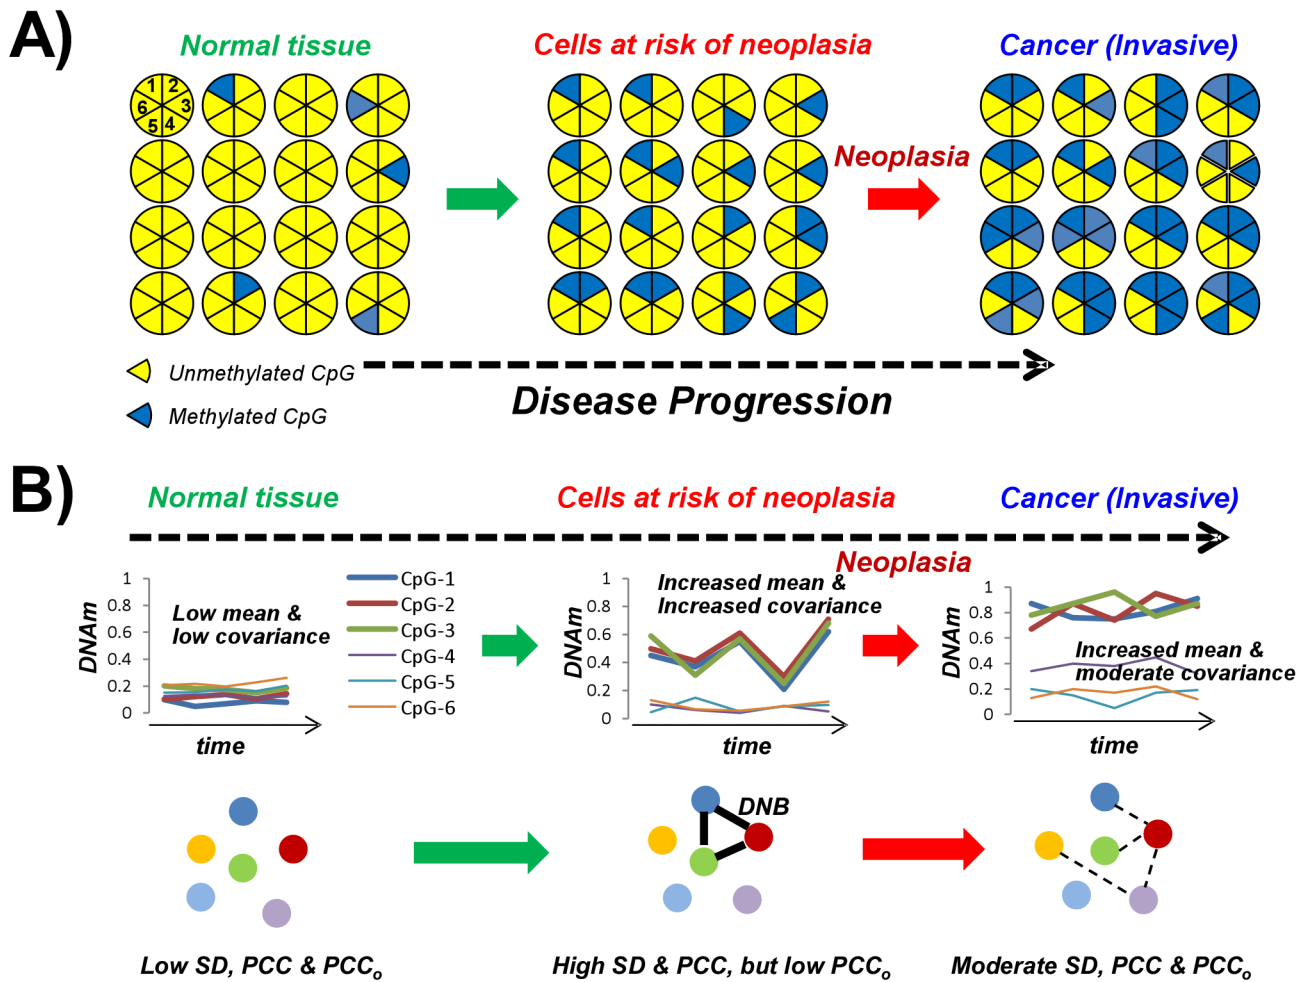 A)
Normal tissue
Cells at risk of neoplasia
Cancer (Invasive)
1 2
6 3
5 4
Neoplasia
Unmethylated CpG
Methylated CpG
Disease Progression
B)
Normal tissue
Cells at risk of neoplasia
Cancer (Invasive)
Neoplasia
DNAm
1
0.8
0.6
0.4
0.2
0
Low mean &
low covariance
time
CpG-1
CpG-2
CpG-3
CpG-4
CpG-5
CpG-6
DNAm
1
0.8
0.6
0.4
0.2
0
Increased mean &
Increased covariance
time
DNAm
1
0.8
0.6
0.4
0.2
0
Increased mean &
moderate covariance
time
DNB
Low SD, PCC & PCCo
High SD & PCC, but low PCCo
Moderate SD, PCC & PCCo